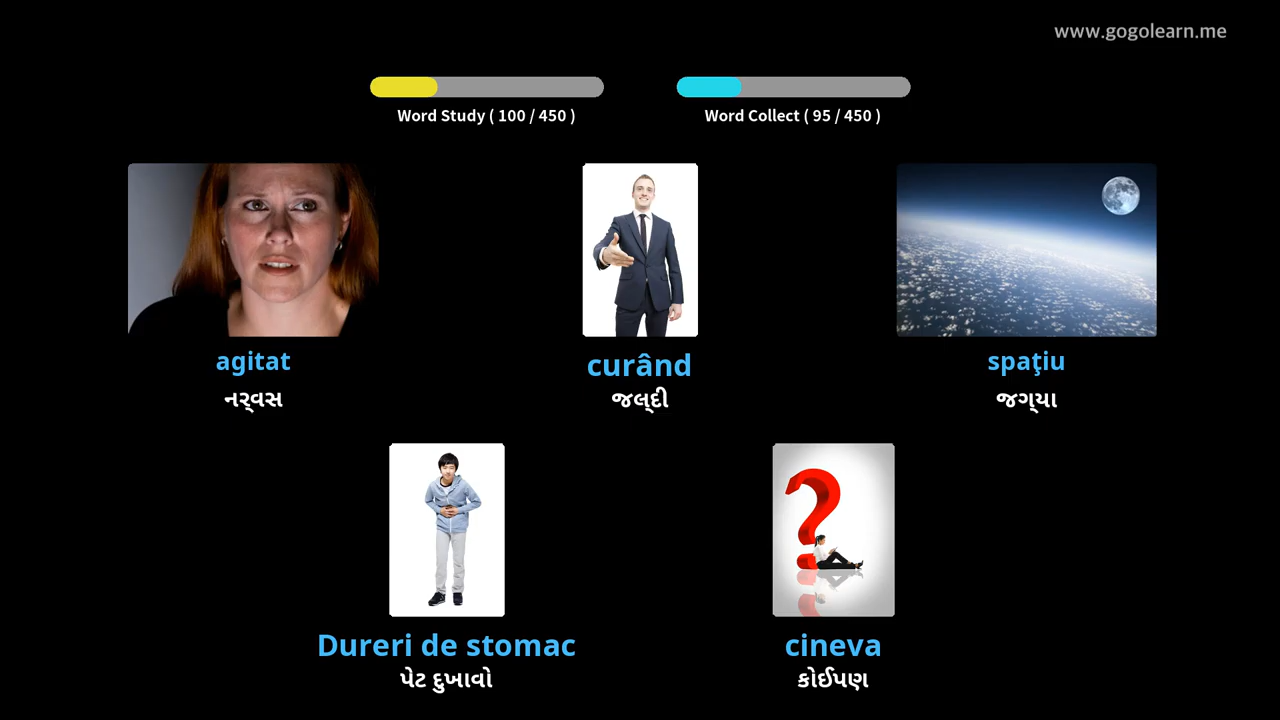 www.gogolearn.me
Word Study ( 100 / 450 )
Word Collect ( 95 / 450 )
agitat
નર્‍વસ
curând
જલ્‍દી
spaţiu
જગ્‍યા
Dureri de stomac
પેટ દુખાવો
cineva
કોઈપણ